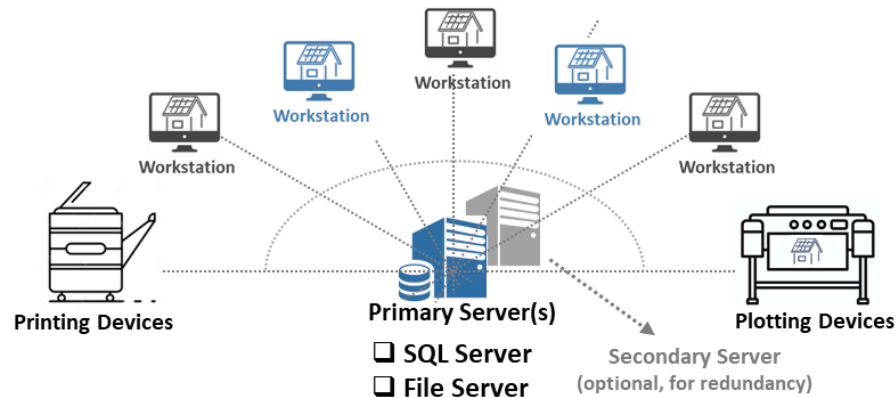 Workstation
Workstation
Workstation
Workstation
Workstation
Workstation
Printing Devices
Primary Server(s)
Plotting Devices
❑ SQL Server
❑ File Server
Secondary Server
(optional, for redundancy)